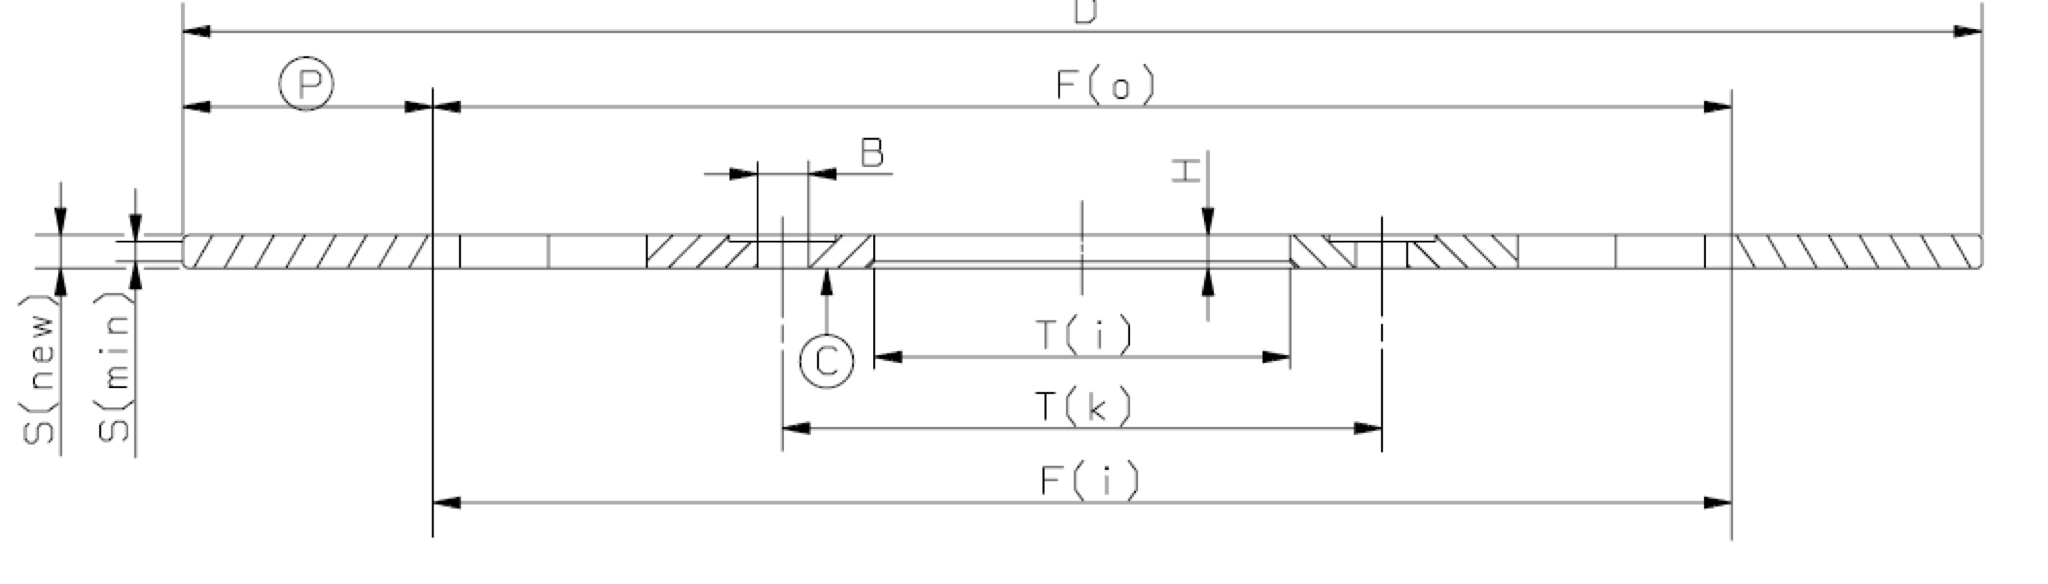 D
P
F(o)
B
H
S(new)
S(min)
C
T(i)
T(k)
F(i)